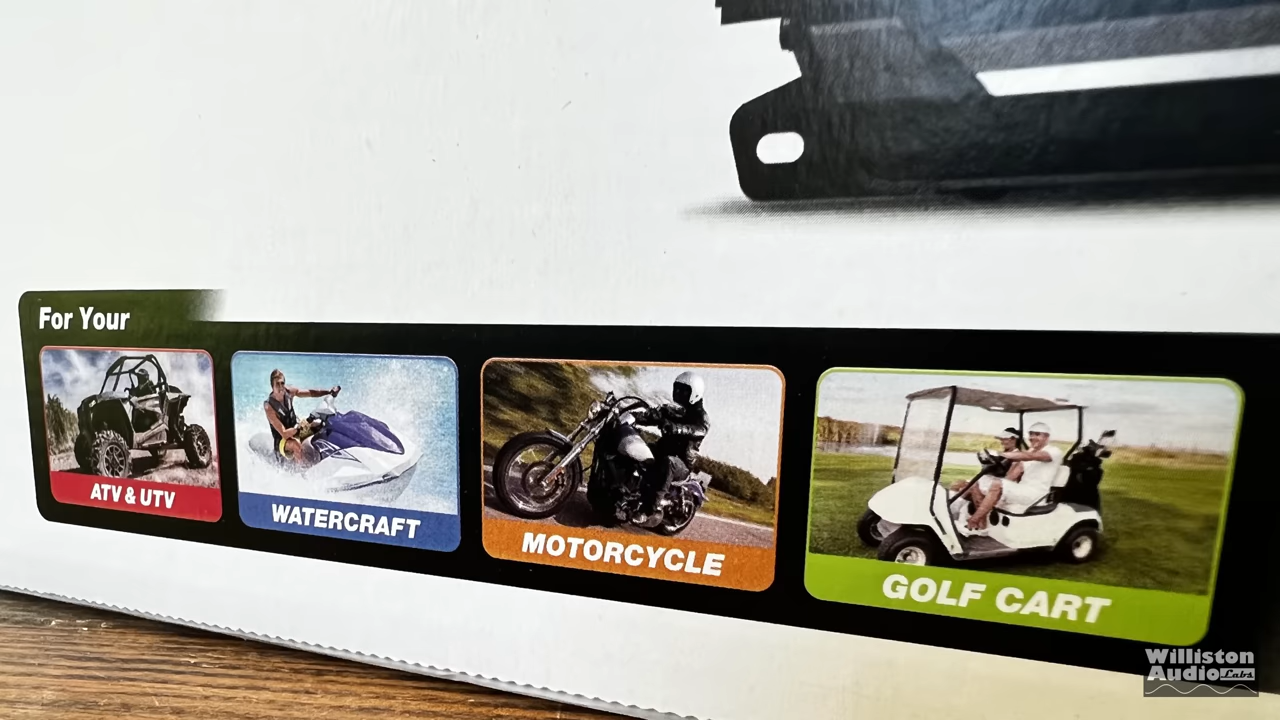 For Your
ATV & UTV
WATERCRAFT
MOTORCYCLE
GOLF CART
Williston
Audio Labs